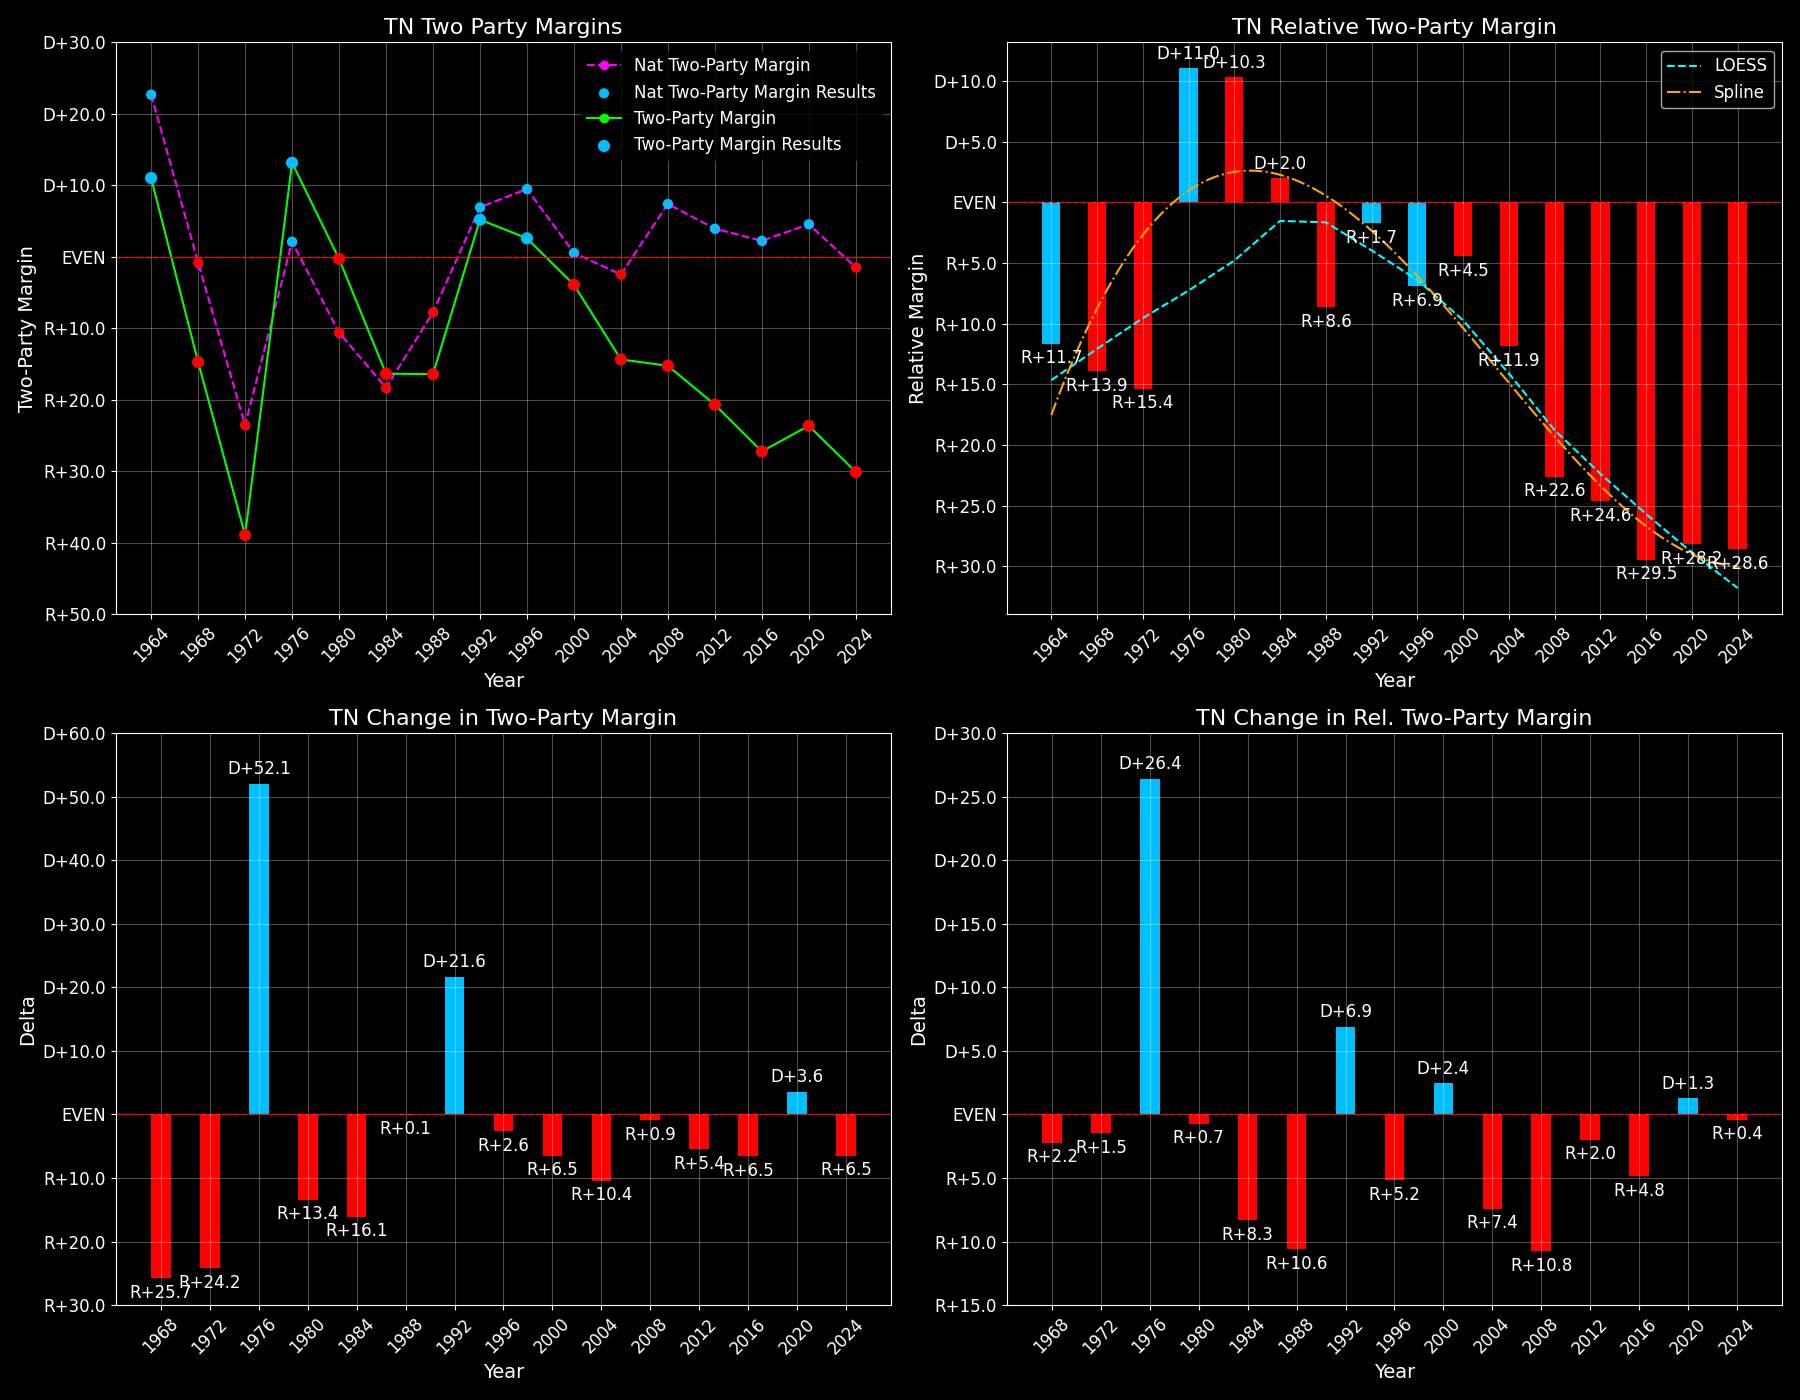 TN Two Party Margins
D+30.0
D+20.0
D+10.0
EVEN
R+10.0
R+20.0
R+30.0
R+40.0
R+50.0
Two-Party Margin
Nat Two-Party Margin
Nat Two-Party Margin Results
Two-Party Margin
Two-Party Margin Results
1964 1968 1972 1976 1980 1984 1988 1992 1996 2000 2004 2008 2012 2016 2020 2024
Year
TN Relative Two-Party Margin
D+10.0
D+5.0
EVEN
R+5.0
R+10.0
R+15.0
R+20.0
R+25.0
R+30.0
Relative Margin
LOESS
Spline
R+11.7
R+13.9
R+15.4
D+11.0
D+10.3
D+2.0
R+8.6
R+1.7
R+6.9
R+4.5
R+11.9
R+22.6
R+24.6
R+29.5
R+28.2
R+28.6
1964 1968 1972 1976 1980 1984 1988 1992 1996 2000 2004 2008 2012 2016 2020 2024
Year
TN Change in Two-Party Margin
D+60.0
D+50.0
D+40.0
D+30.0
D+20.0
D+10.0
EVEN
R+10.0
R+20.0
R+30.0
Delta
R+25.7
R+24.2
D+52.1
R+13.4
R+16.1
R+0.1
D+21.6
R+2.6
R+6.5
R+10.4
R+0.9
R+5.4
R+6.5
D+3.6
R+6.5
1968 1972 1976 1980 1984 1988 1992 1996 2000 2004 2008 2012 2016 2020 2024
Year
TN Change in Rel. Two-Party Margin
D+30.0
D+25.0
D+20.0
D+15.0
D+10.0
D+5.0
EVEN
R+5.0
R+10.0
R+15.0
Delta
R+2.2
R+1.5
D+26.4
R+0.7
R+8.3
R+10.6
D+6.9
R+5.2
D+2.4
R+7.4
R+10.8
R+2.0
R+4.8
D+1.3
R+0.4
1968 1972 1976 1980 1984 1988 1992 1996 2000 2004 2008 2012 2016 2020 2024
Year